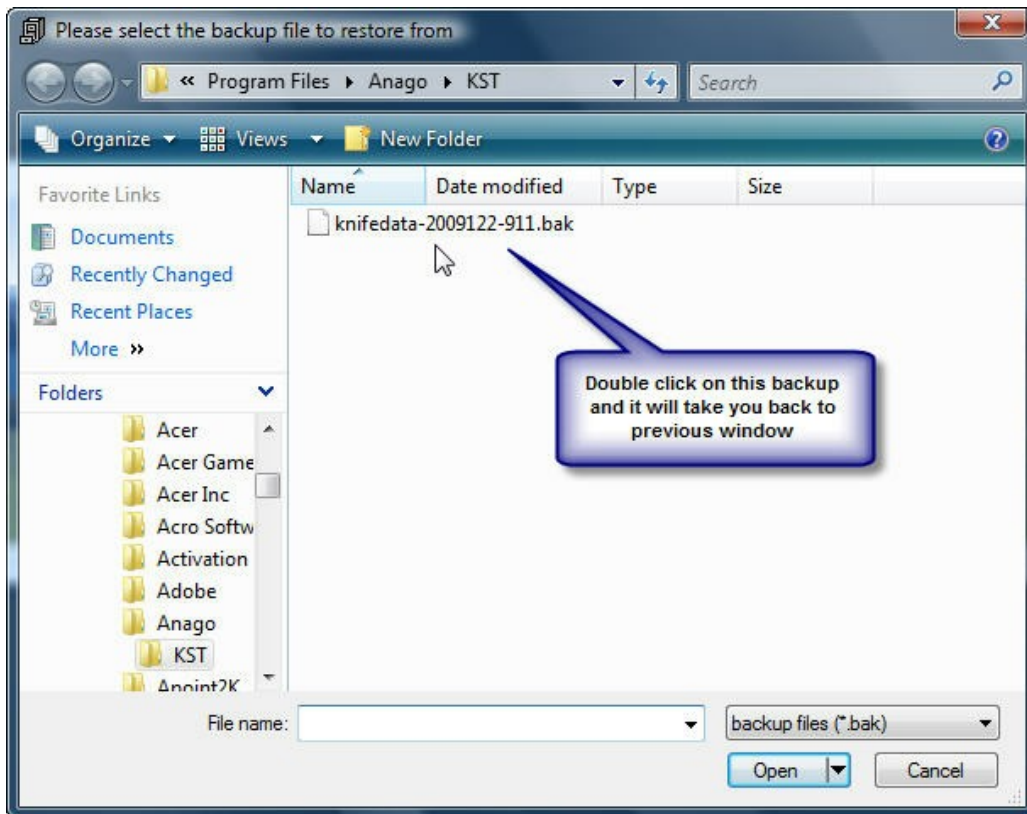 Please select the backup file to restore from
« Program Files ▸ Anago ▸ KST
Search
Organize
Views
New Folder
Favorite Links
Documents
Recently Changed
Recent Places
More »
Folders
Acer
Acer Game
Acer Inc
Acro Softw
Activation
Adobe
Anago
KST
Apoint2K
Name Date modified Type Size
knifedata-2009122-911.bak
Double click on this backup
and it will take you back to
previous window
File name:
backup files (*.bak)
Open
Cancel